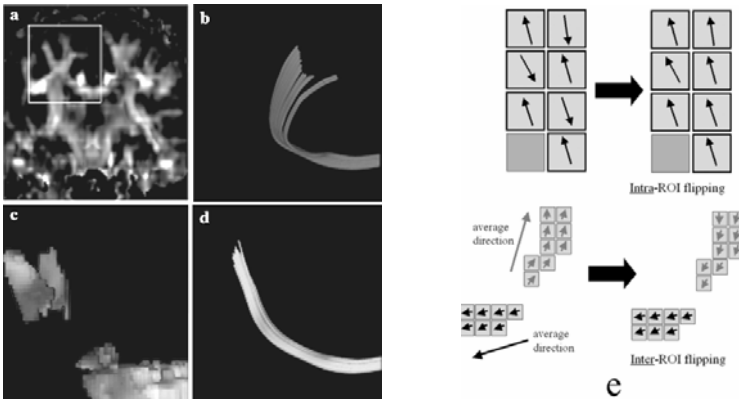 a
b
c
d
Intra-ROI flipping
average
direction
average
direction
Inter-ROI flipping
e